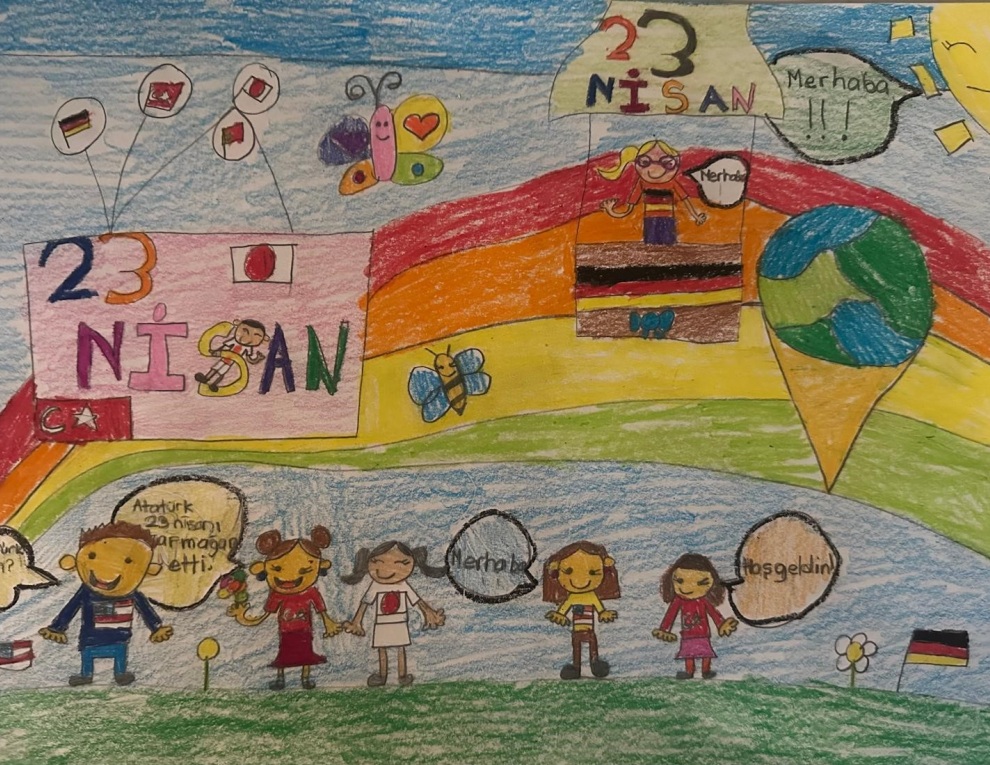 23
NİSAN
Merhaba
!!!
Merhaba
23
NİSAN
Atatürk
23 nisanı
armağan
etti.
Merhaba
Hoşgeldin